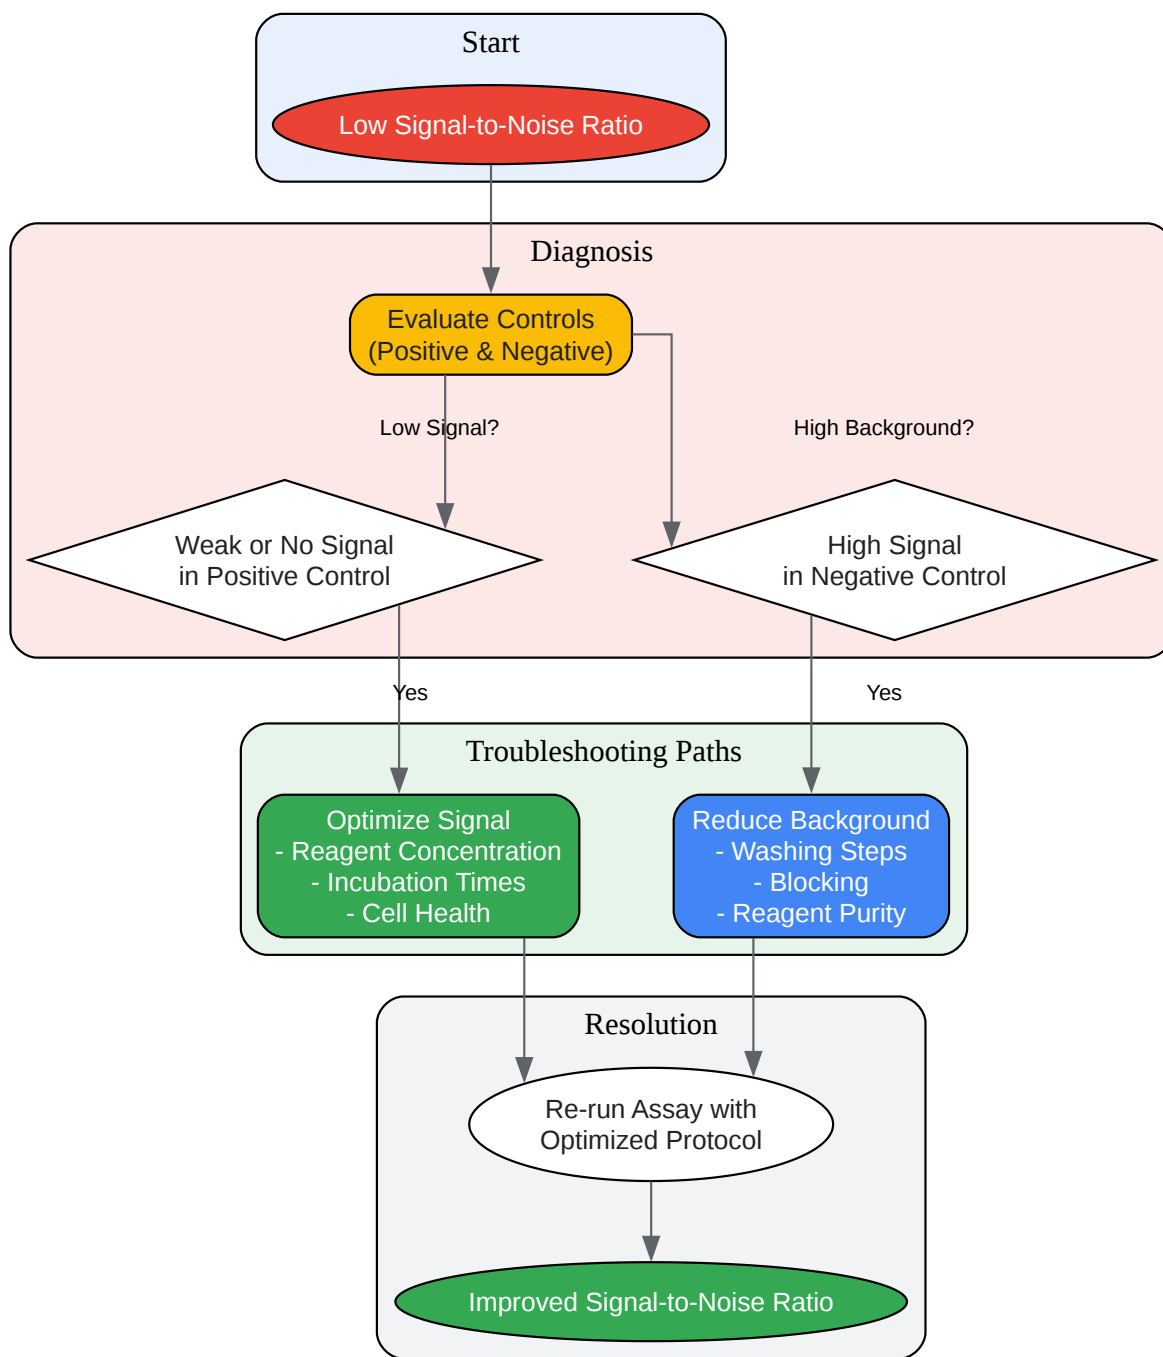 Start
Low Signal-to-Noise Ratio
Diagnosis
Evaluate Controls
(Positive & Negative)
Low Signal?
High Background?
Weak or No Signal
in Positive Control
High Signal
in Negative Control
Yes
Yes
Troubleshooting Paths
Optimize Signal
- Reagent Concentration
- Incubation Times
- Cell Health
Reduce Background
- Washing Steps
- Blocking
- Reagent Purity
Resolution
Re-run Assay with
Optimized Protocol
Improved Signal-to-Noise Ratio